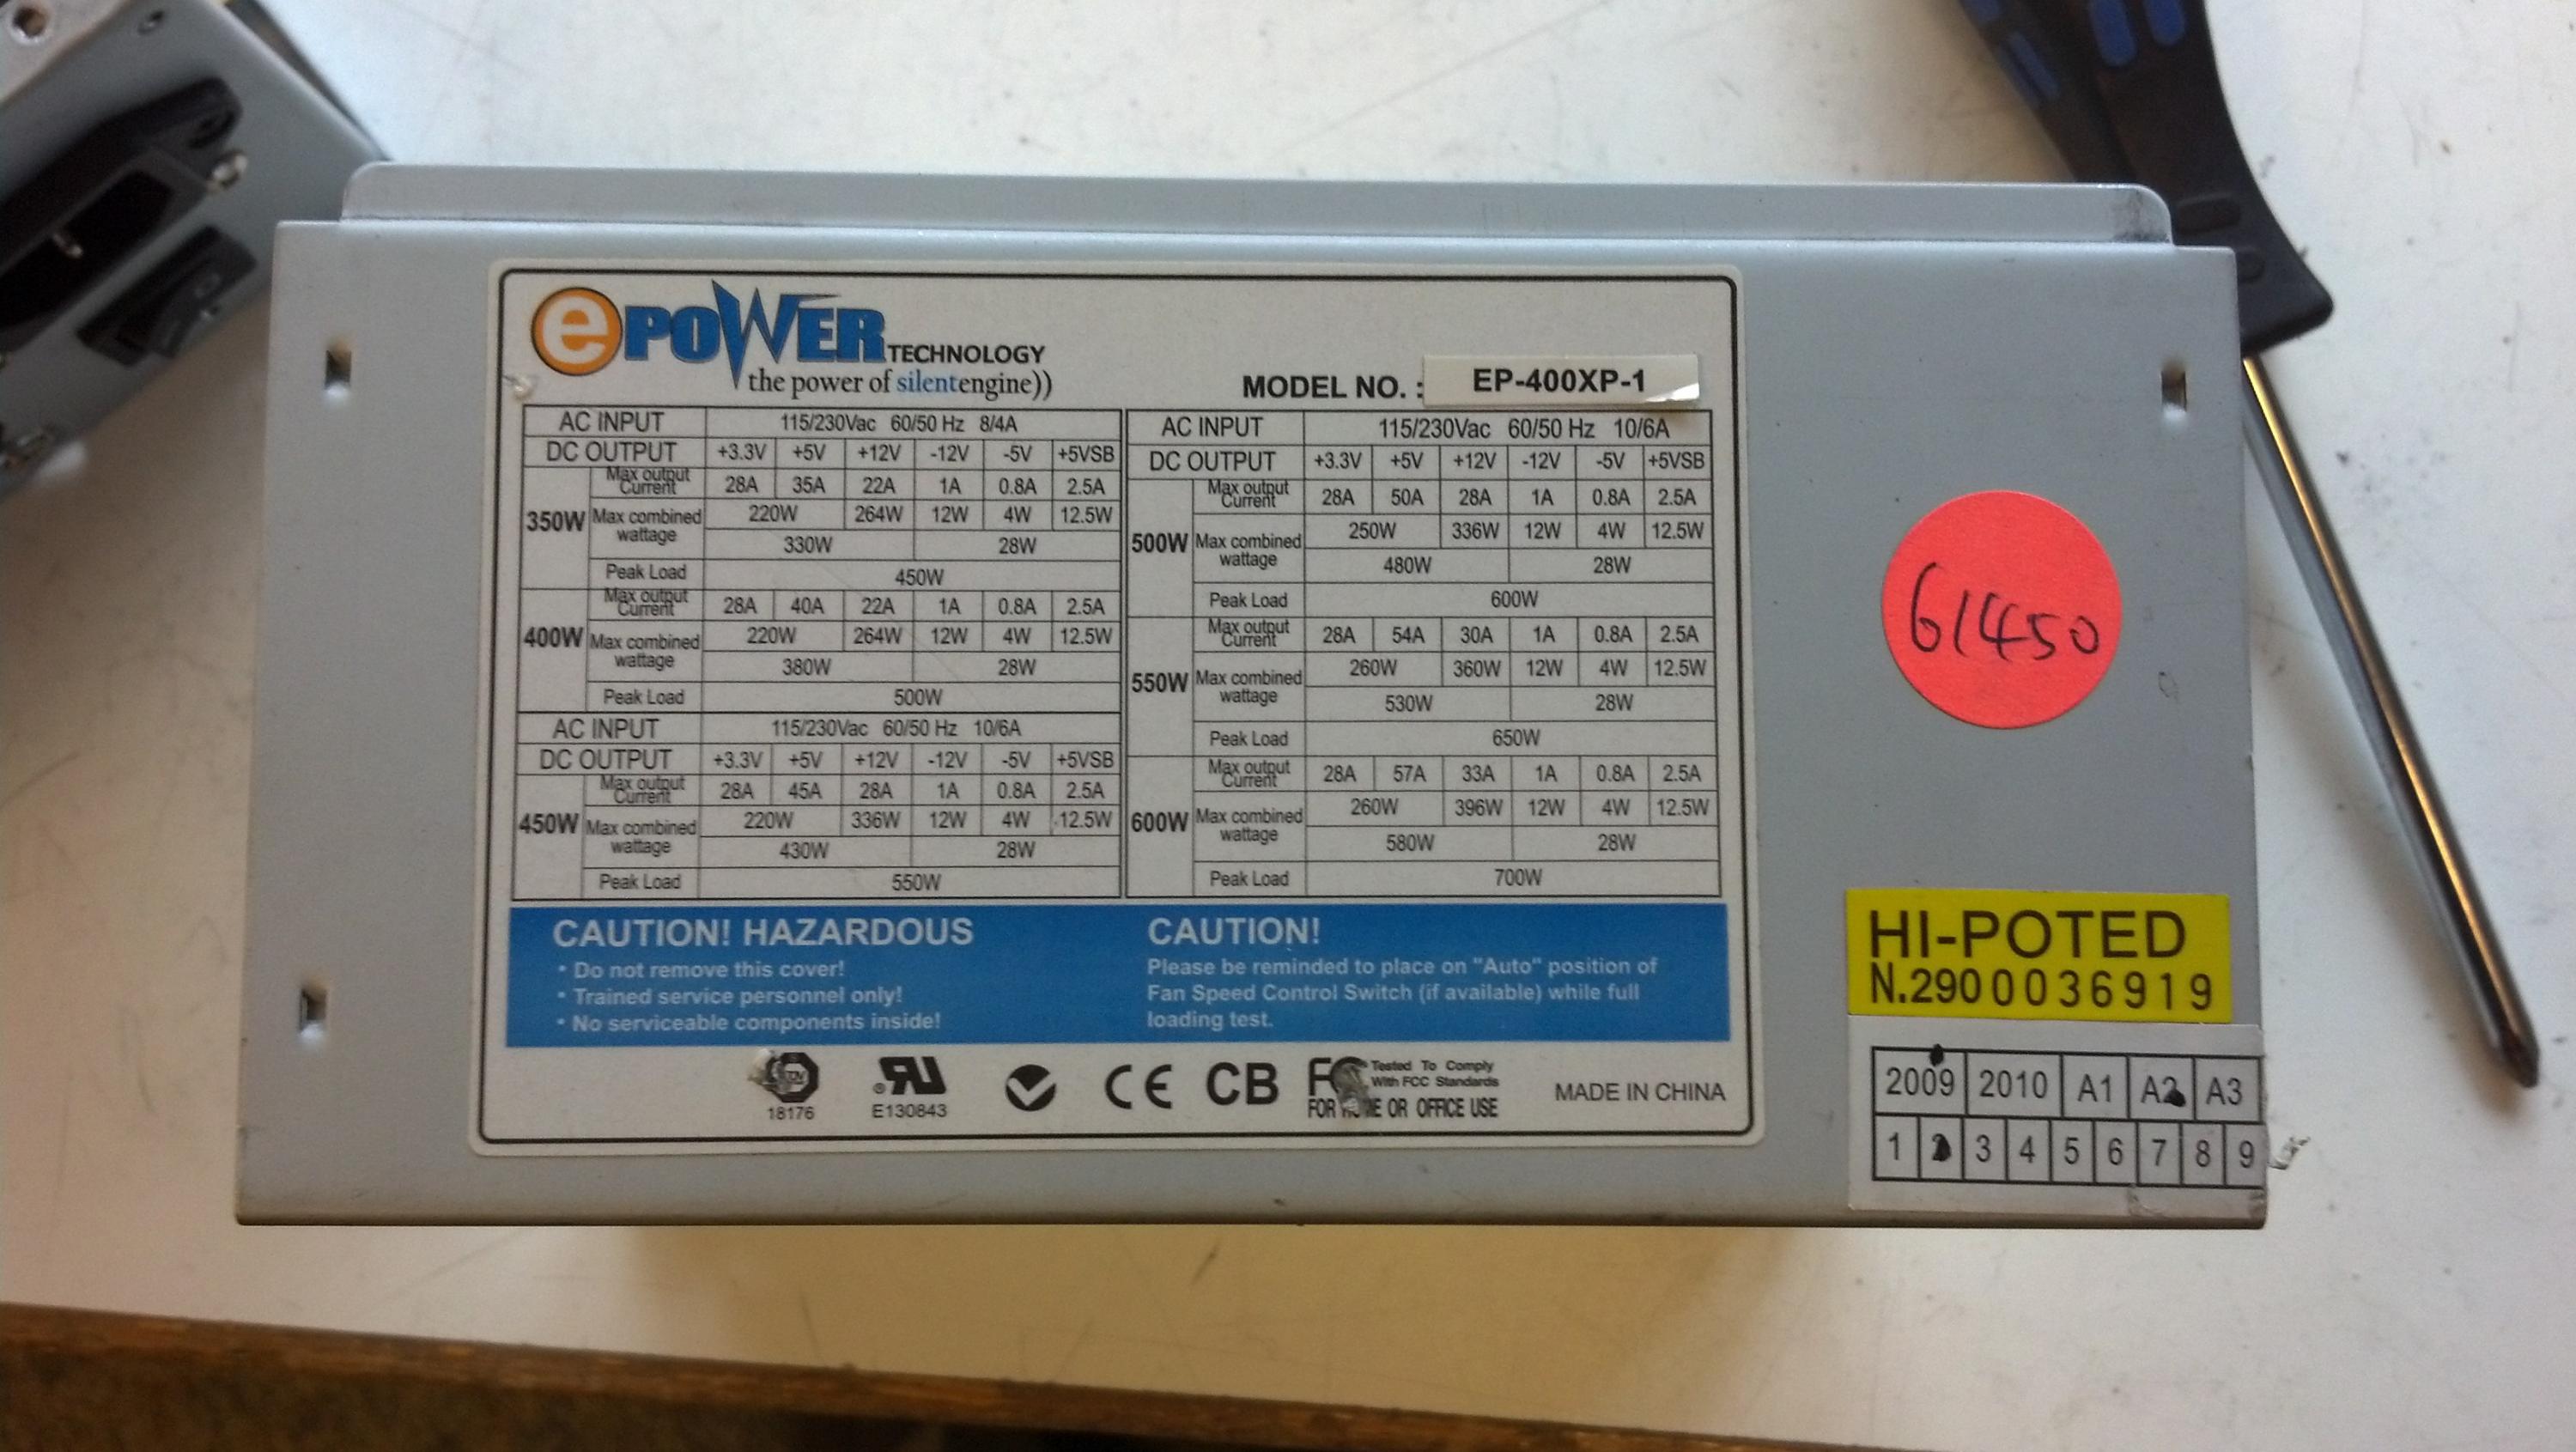 ePOWER TECHNOLOGY
the power of silentengine))
MODEL NO. : EP-400XP-1
AC INPUT 115/230Vac 60/50 Hz 8/4A
DC OUTPUT +3.3V +5V +12V -12V -5V +5VSB
350W
Max output Current 28A 35A 22A 1A 0.8A 2.5A
Max combined wattage 220W 264W 12W 4W 12.5W
330W 28W
Peak Load 450W
400W
Max output Current 28A 40A 22A 1A 0.8A 2.5A
Max combined wattage 220W 264W 12W 4W 12.5W
380W 28W
Peak Load 500W
AC INPUT 115/230Vac 60/50 Hz 10/6A
DC OUTPUT +3.3V +5V +12V -12V -5V +5VSB
450W
Max output Current 28A 45A 28A 1A 0.8A 2.5A
Max combined wattage 220W 336W 12W 4W 12.5W
430W 28W
Peak Load 550W
AC INPUT 115/230Vac 60/50 Hz 10/6A
DC OUTPUT +3.3V +5V +12V -12V -5V +5VSB
500W
Max output Current 28A 50A 28A 1A 0.8A 2.5A
Max combined wattage 250W 336W 12W 4W 12.5W
480W 28W
Peak Load 600W
550W
Max output Current 28A 54A 30A 1A 0.8A 2.5A
Max combined wattage 260W 360W 12W 4W 12.5W
530W 28W
Peak Load 650W
600W
Max output Current 28A 57A 33A 1A 0.8A 2.5A
Max combined wattage 260W 396W 12W 4W 12.5W
580W 28W
Peak Load 700W
CAUTION! HAZARDOUS
• Do not remove this cover!
• Trained service personnel only!
• No serviceable components inside!
CAUTION!
Please be reminded to place on "Auto" position of
Fan Speed Control Switch (if available) while full
loading test.
TÜV
18176
E130843
CE CB FC
Tested To Comply
With FCC Standards
FOR HOME OR OFFICE USE
MADE IN CHINA
61450
HI-POTED
N.2900036919
2009 2010 A1 A2 A3
1 2 3 4 5 6 7 8 9